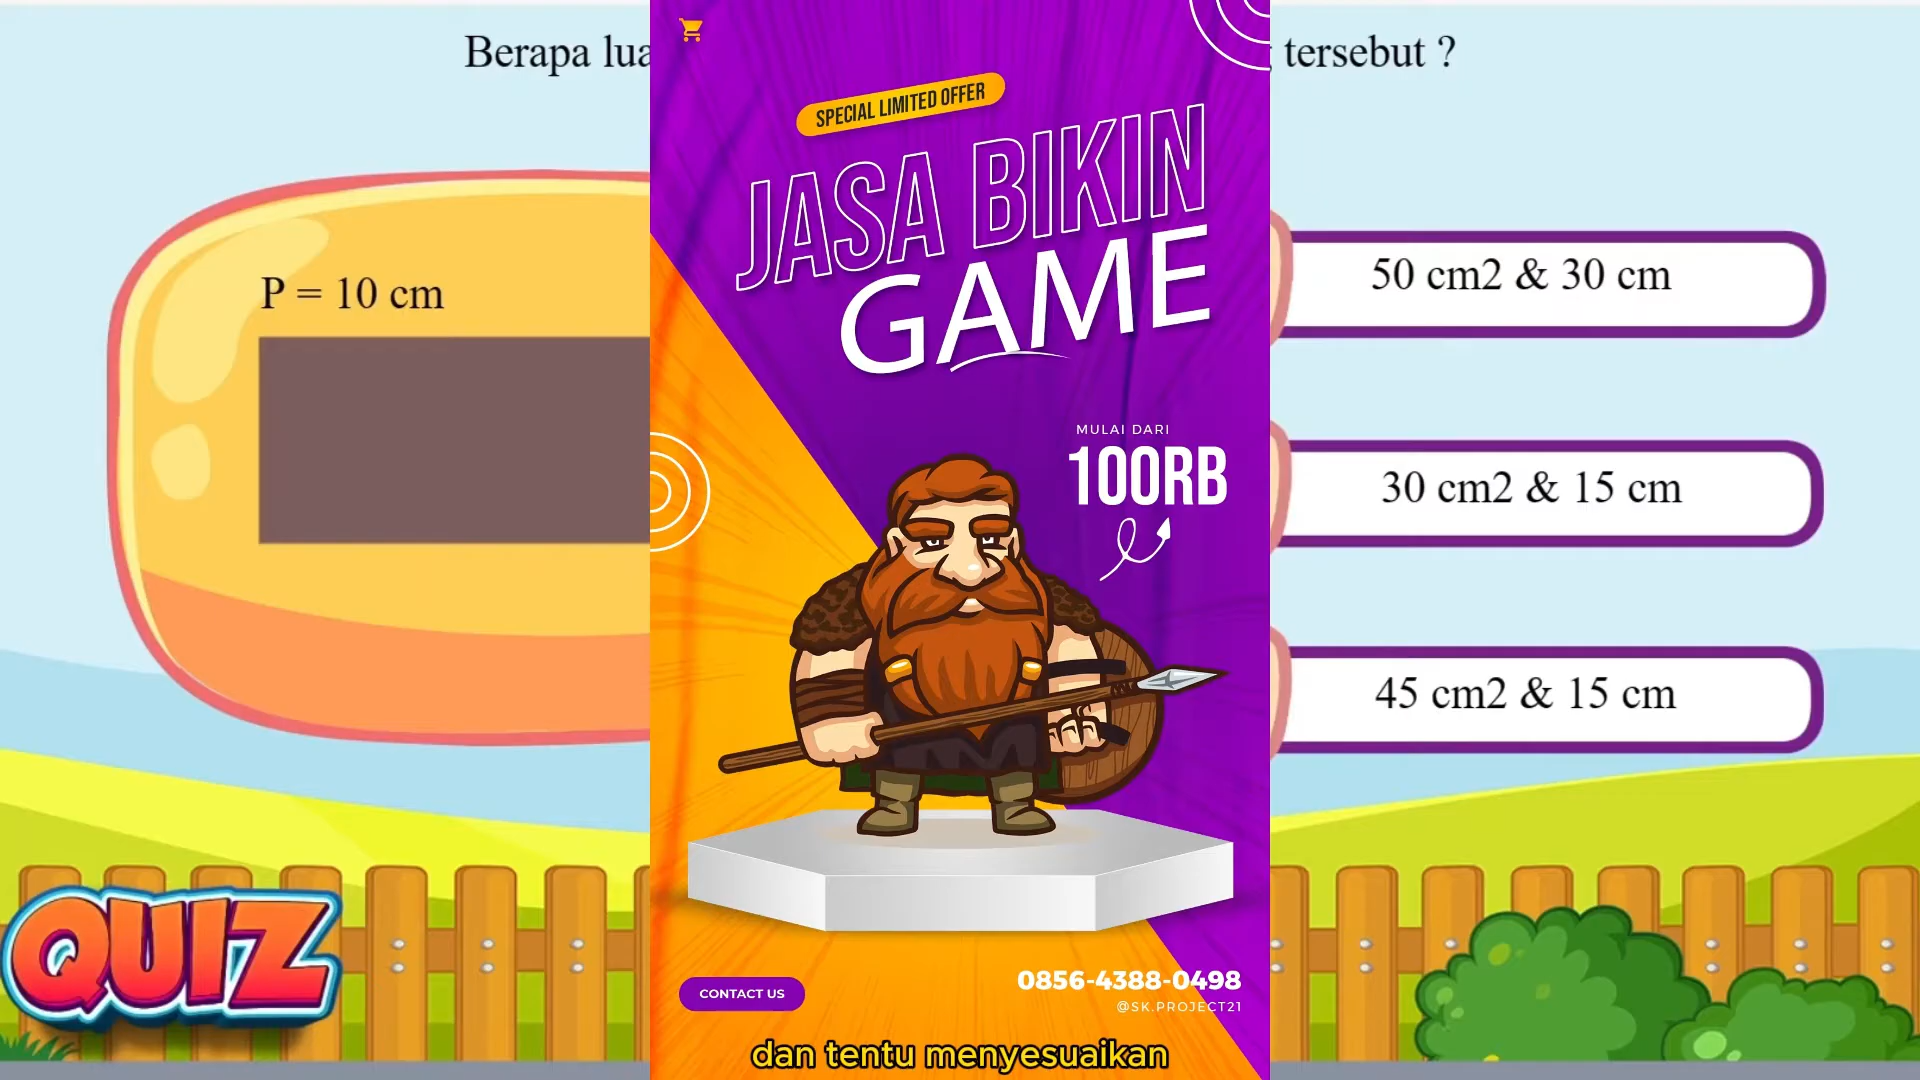 Berapa lua
tersebut ?
P = 10 cm
50 cm2 & 30 cm
30 cm2 & 15 cm
45 cm2 & 15 cm
QUIZ
SPECIAL LIMITED OFFER
JASA BIKIN
GAME
MULAI DARI
100RB
CONTACT US
0856-4388-0498
@SK.PROJECT21
dan tentu menyesuaikan